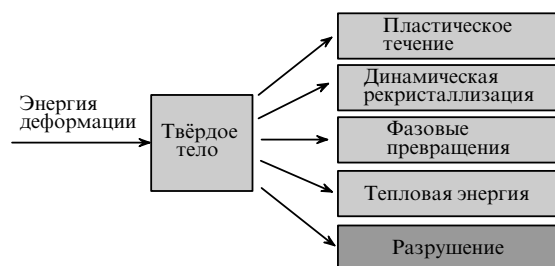 Энергия
деформации
Твёрдое
тело
Пластическое
течение
Динамическая
рекристаллизация
Фазовые
превращения
Тепловая энергия
Разрушение